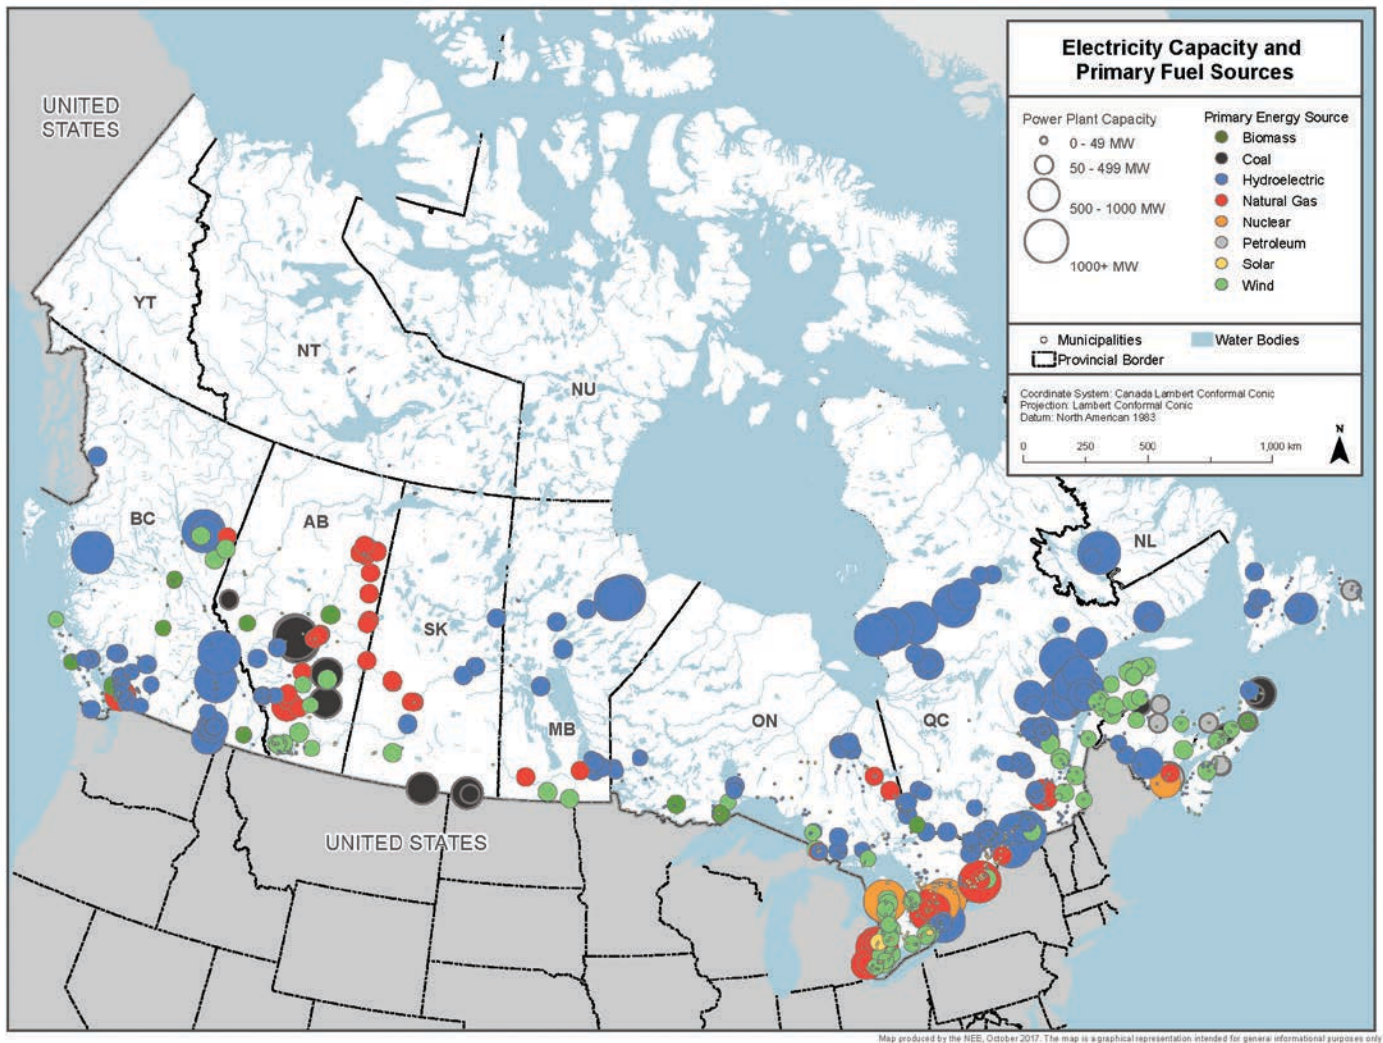 Electricity Capacity and
Primary Fuel Sources
Power Plant Capacity
0 - 49 MW
50 - 499 MW
500 - 1000 MW
1000+ MW
Primary Energy Source
Biomass
Coal
Hydroelectric
Natural Gas
Nuclear
Petroleum
Solar
Wind
Municipalities
Water Bodies
Provincial Border
Coordinate System: Canada Lambert Conformal Conic
Projection: Lambert Conformal Conic
Datum: North American 1983
0 250 500 1,000 km
N
UNITED
STATES
YT
NT
NU
BC
AB
SK
MB
ON
QC
NL
UNITED STATES
Map produced by the NEE, October 2017. The map is a graphical representation intended for general informational purposes only